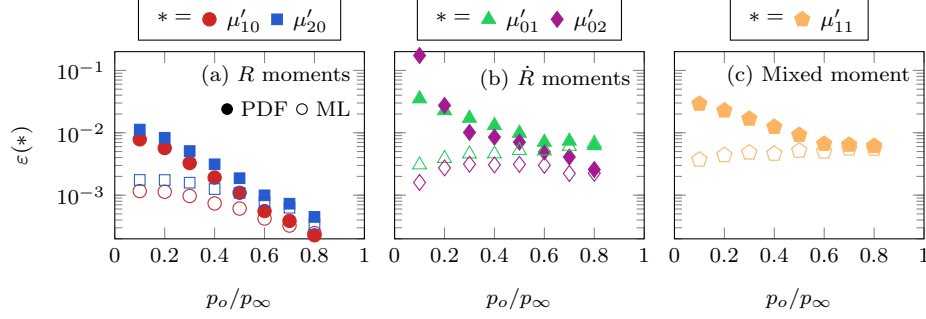 ∗ = μ′10 μ′20
∗ = μ′01 μ′02
∗ = μ′11
ε(∗)
10−1
10−2
10−3
(a) R moments
PDF ML
(b) Ṙ moments
(c) Mixed moment
0 0.2 0.4 0.6 0.8
0 0.2 0.4 0.6 0.8
0 0.2 0.4 0.6 0.8 1
po/p∞
po/p∞
po/p∞